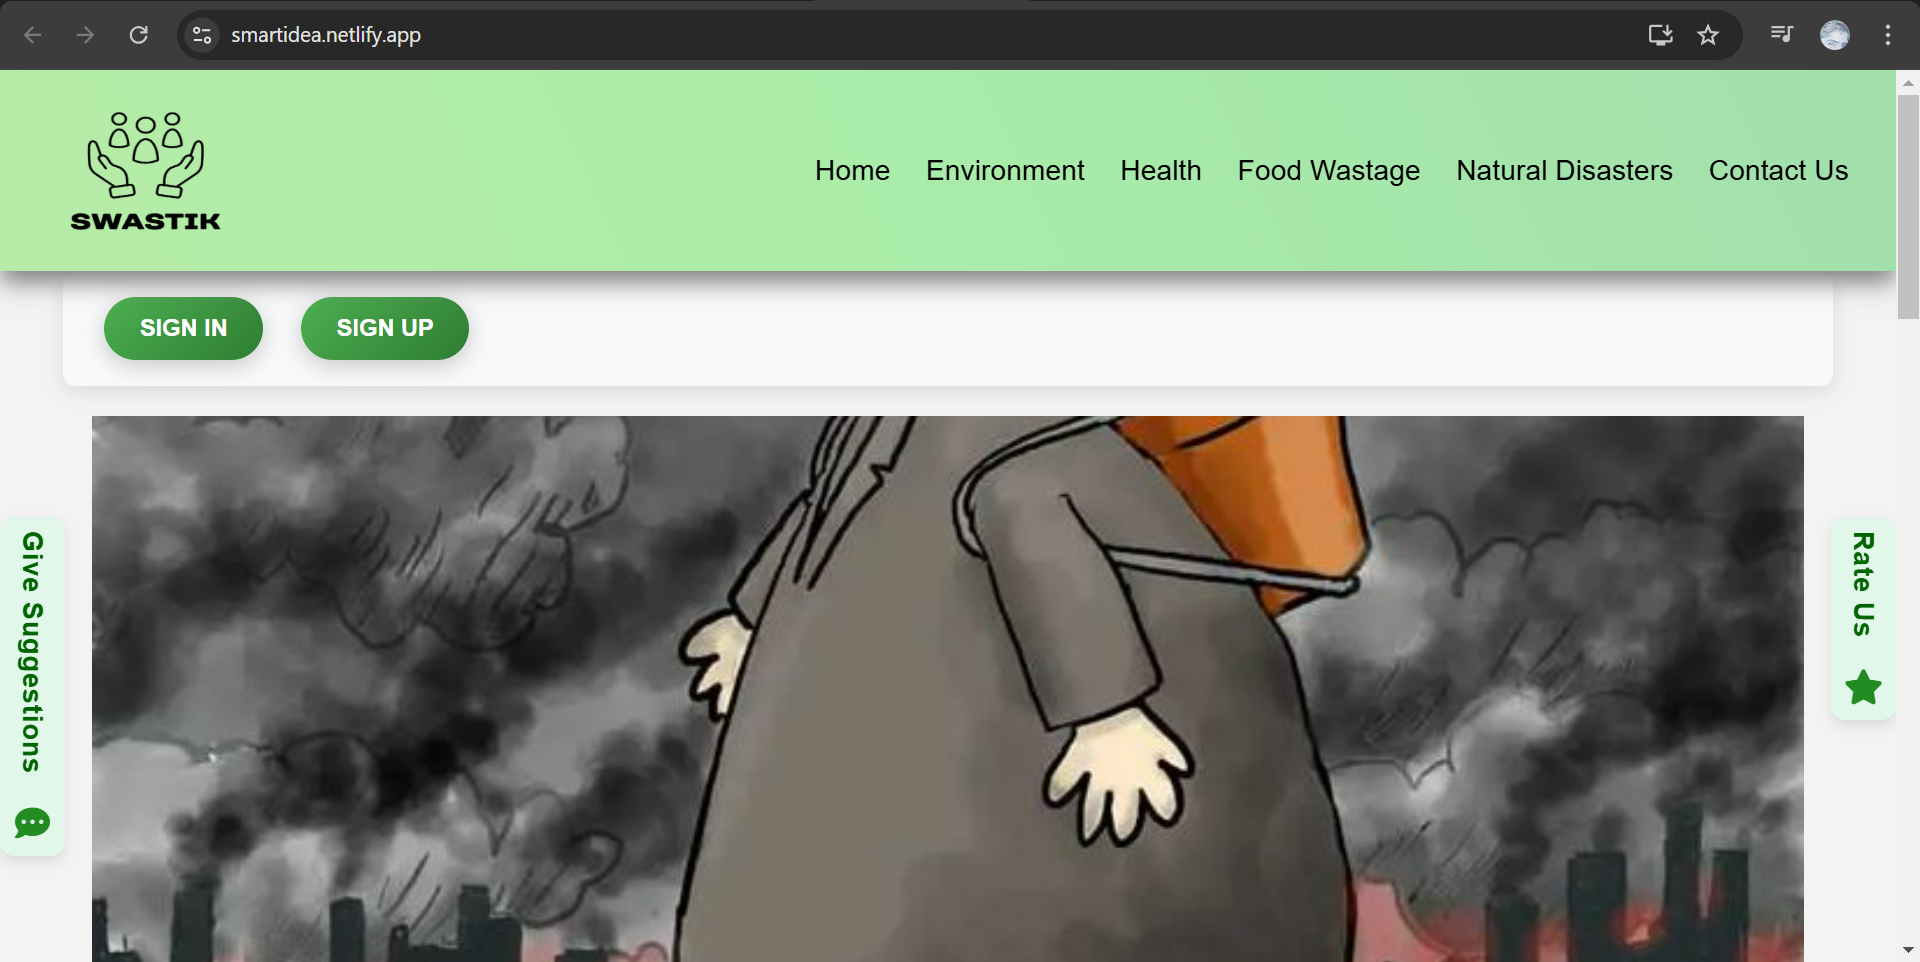 smartidea.netlify.app
SWASTIK
Home Environment Health Food Wastage Natural Disasters Contact Us
SIGN IN SIGN UP
Give Suggestions
Rate Us